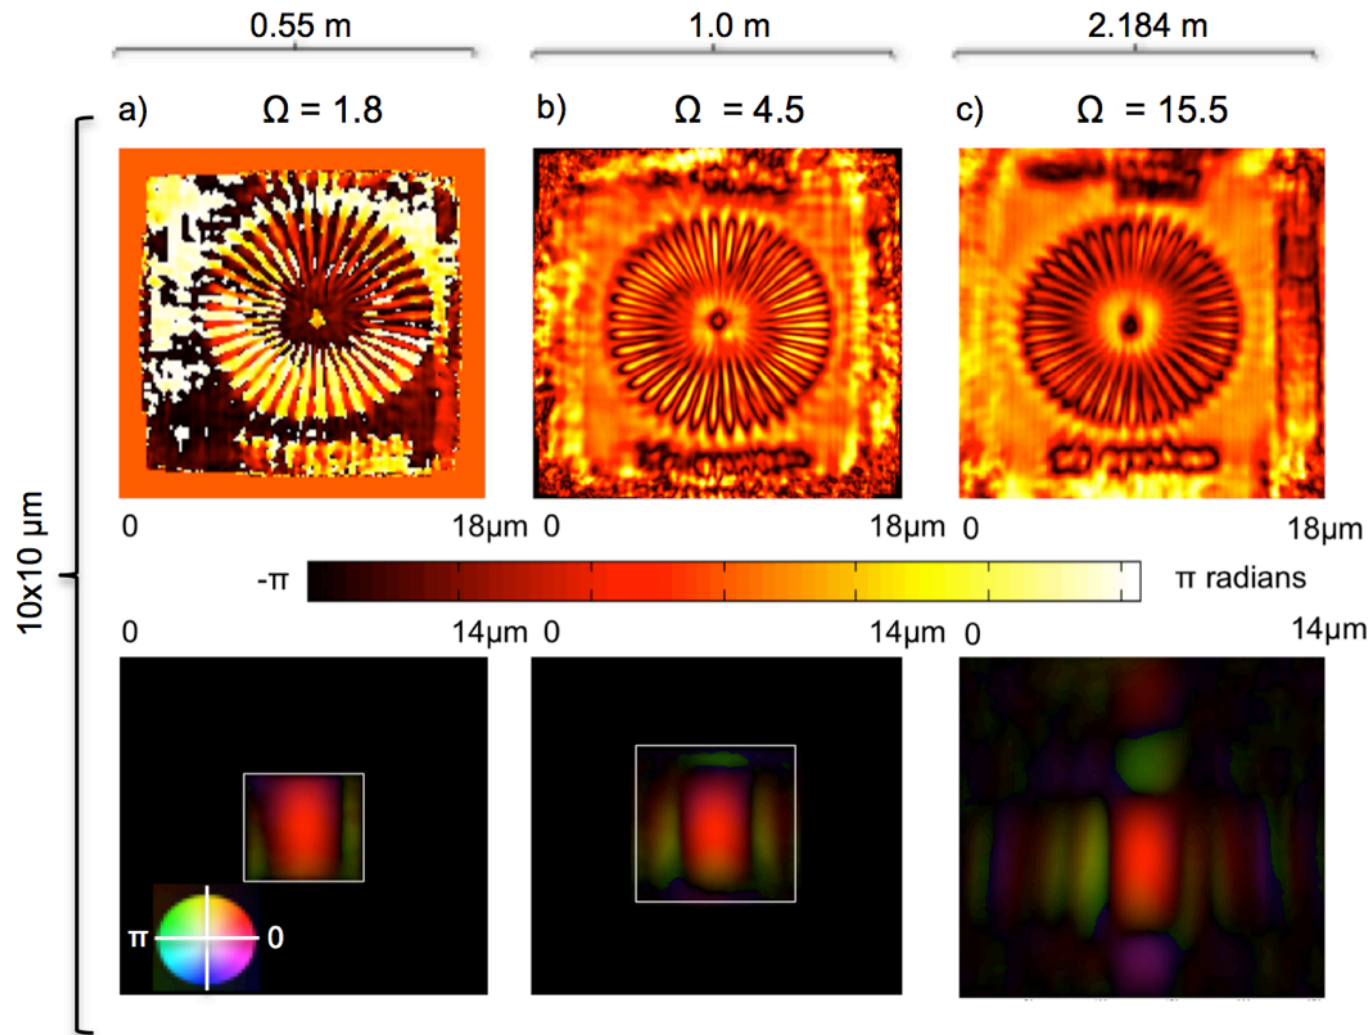 0.55 m 1.0 m 2.184 m
a) Ω = 1.8 b) Ω = 4.5 c) Ω = 15.5
10x10 µm
0 18µm 0 18µm 0 18µm
-π π radians
0 14µm 0 14µm 0 14µm
π 0